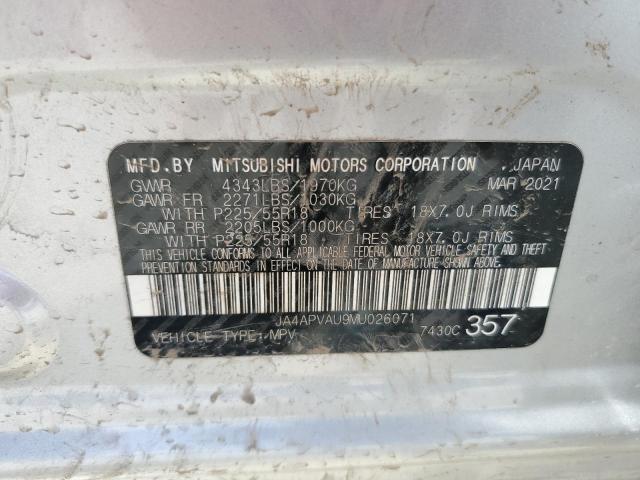 MFD.BY MITSUBISHI MOTORS CORPORATION . JAPAN
GVWR 4343LBS/1970KG MAR 2021
GAWR FR 2271LBS/1030KG
WITH P225/55R18 TIRES 18X7.0J RIMS
GAWR RR 2205LBS/1000KG
WITH P225/55R18 TIRES 18X7.0J RIMS
THIS VEHICLE CONFORMS TO ALL APPLICABLE FEDERAL MOTOR VEHICLE SAFETY, BUMPER, AND THEFT
PREVENTION STANDARDS IN EFFECT ON THE DATE OF MANUFACTURE SHOWN ABOVE.
JA4APVAU9MU026071
VEHICLE TYPE: MPV 7430C 357